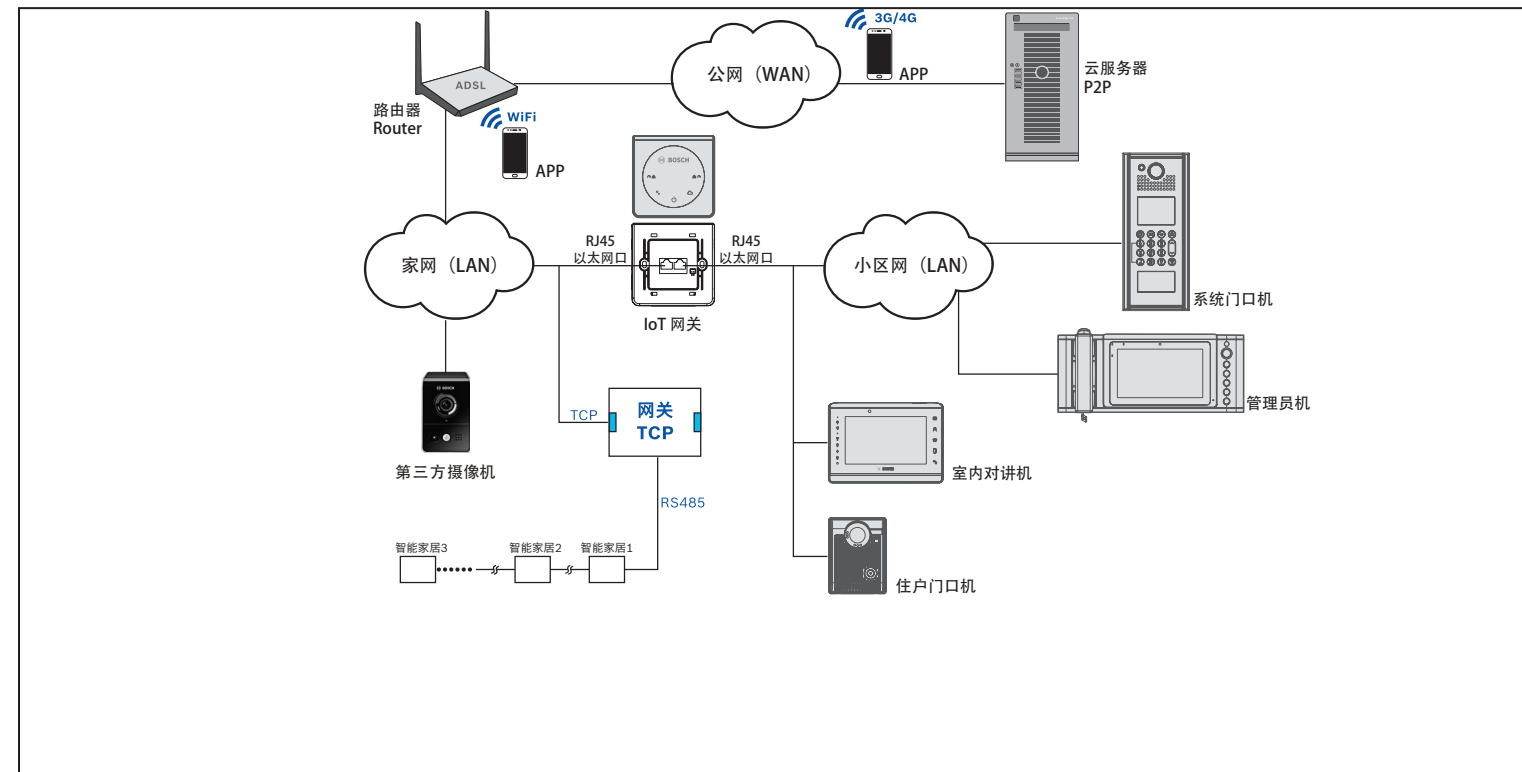 3G/4G
APP
公网（WAN）
云服务器
P2P
ADSL
路由器
Router
WiFi
APP
BOSCH
RJ45
以太网口
RJ45
以太网口
家网（LAN）
小区网（LAN）
IoT 网关
系统门口机
BOSCH
TCP
网关
TCP
管理员机
第三方摄像机
室内对讲机
RS485
智能家居3
智能家居2
智能家居1
住户门口机